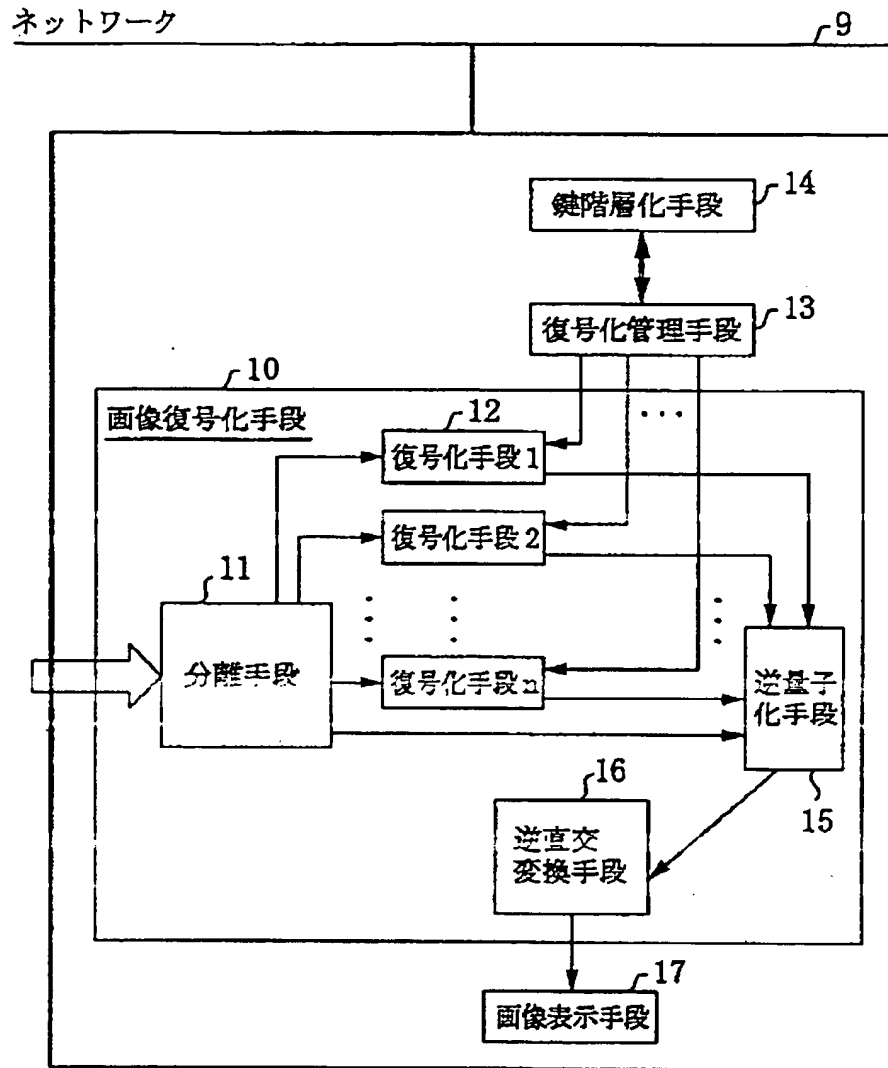 ネットワーク
9
14
鍵階層化手段
13
復号化管理手段
10
画像復号化手段
12
復号化手段1
復号化手段2
11
分離手段
復号化手段n
逆量子
化手段
15
16
逆直交
変換手段
17
画像表示手段